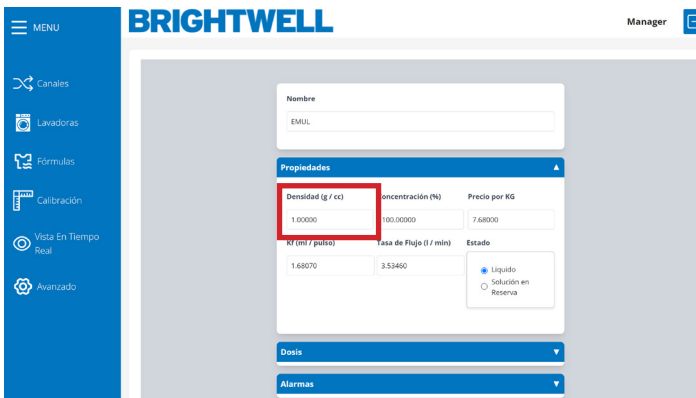 MENU
BRIGHTWELL
Manager
Canales
Lavadoras
Fórmulas
Calibración
Vista En Tiempo
Real
Avanzado
Nombre
EMUL
Propiedades
Densidad (g / cc) oncentración (%) Precio por KG
1.00000 100.00000 7.68000
Kf (ml / pulso) Tasa de Flujo (l / min) Estado
1.68070 3.53460
Líquido
Solución en
Reserva
Dosis
Alarmas